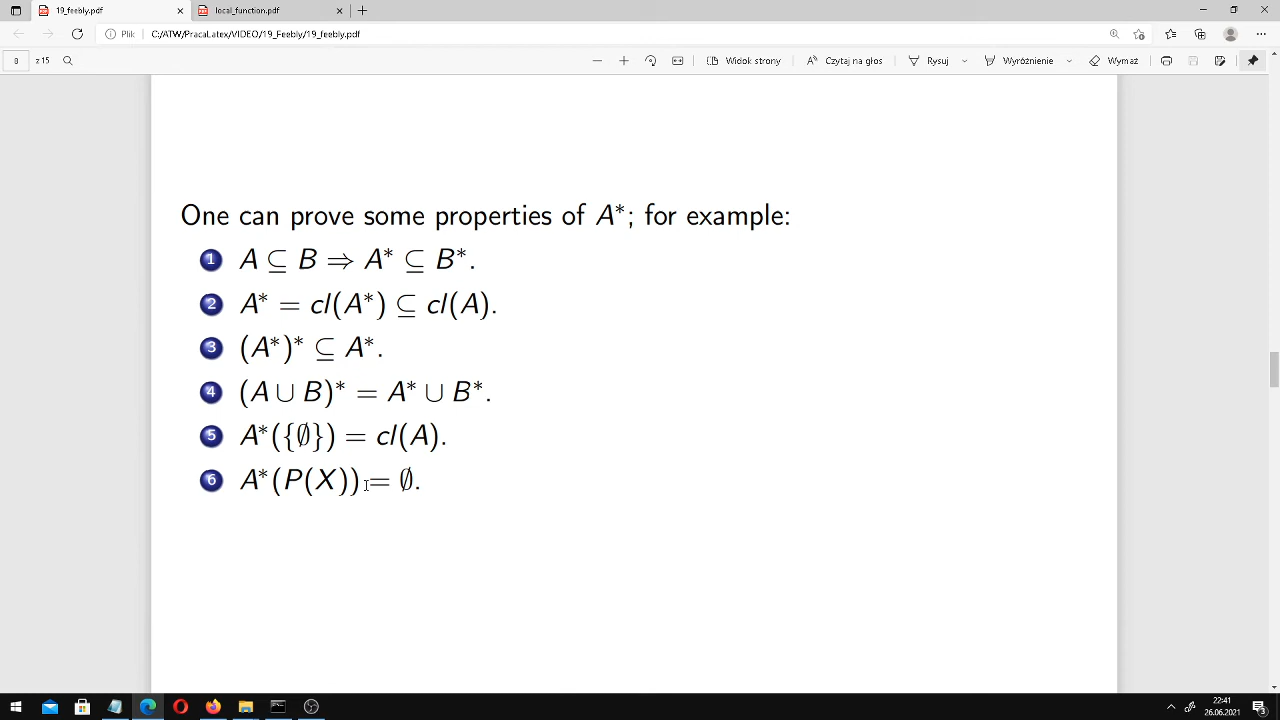 19_feebly.pdf
local_function.pdf
Plik
C:/ATW/PracaLatex/VIDEO/19_Feebly/19_feebly.pdf
8 z 15
Widok strony
Czytaj na głos
Rysuj
Wyróżnienie
Wymaż
One can prove some properties of A*; for example:
1 A ⊆ B ⇒ A* ⊆ B*.
2 A* = cl(A*) ⊆ cl(A).
3 (A*)* ⊆ A*.
4 (A ∪ B)* = A* ∪ B*.
5 A*({∅}) = cl(A).
6 A*(P(X)) = ∅.
22:41
26.06.2021